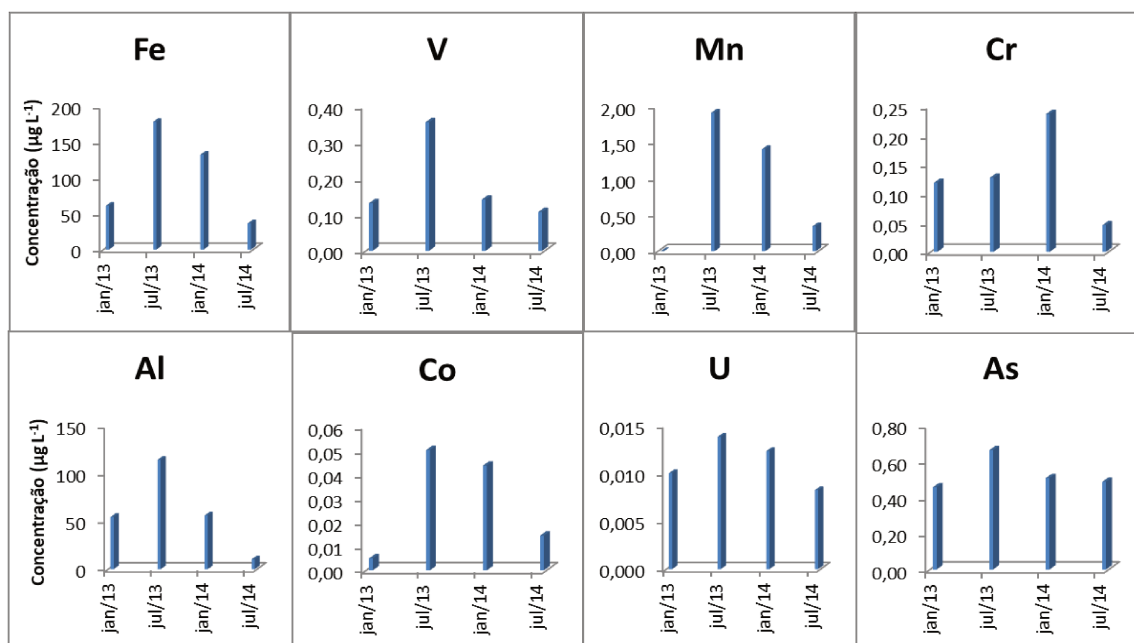 Fe
Concentração (µg L-1)
200
150
100
50
0
jan/13
jul/13
jan/14
jul/14
V
0,40
0,30
0,20
0,10
0,00
jan/13
jul/13
jan/14
jul/14
Mn
2,00
1,50
1,00
0,50
0,00
jan/13
jul/13
jan/14
jul/14
Cr
0,25
0,20
0,15
0,10
0,05
0,00
jan/13
jul/13
jan/14
jul/14
Al
Concentração (µg L-1)
150
100
50
0
jan/13
jul/13
jan/14
jul/14
Co
0,06
0,05
0,04
0,03
0,02
0,01
0,00
jan/13
jul/13
jan/14
jul/14
U
0,015
0,010
0,005
0,000
jan/13
jul/13
jan/14
jul/14
As
0,80
0,60
0,40
0,20
0,00
jan/13
jul/13
jan/14
jul/14